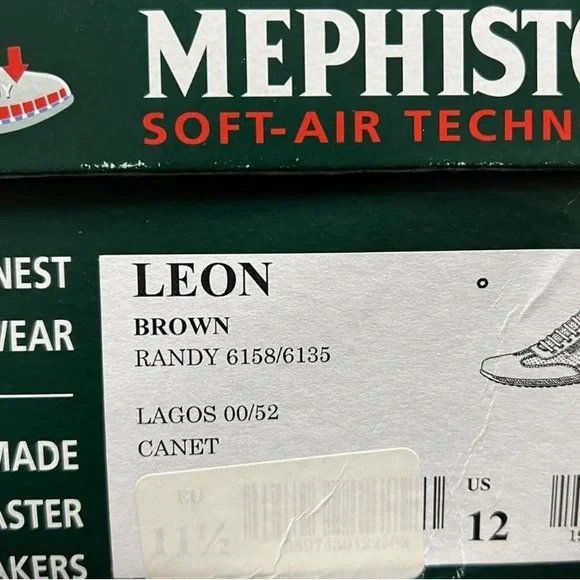 MEPHISTO
SOFT-AIR TECHN
NEST
WEAR
MADE
ASTER
AKERS
LEON
BROWN
RANDY 6158/6135
LAGOS 00/52
CANET
EU
11½
US
12